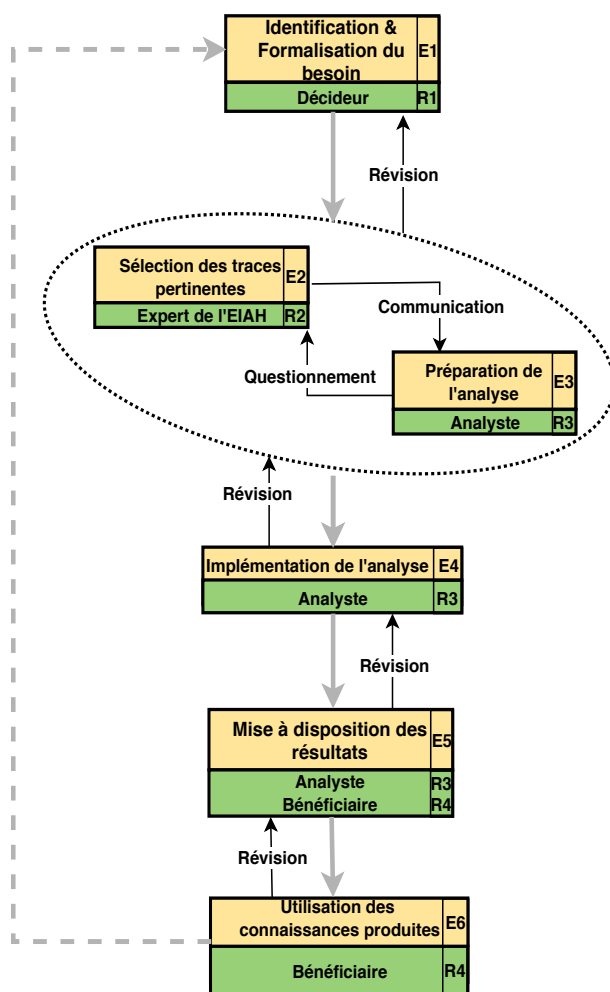 Identification &
Formalisation du
besoin
E1
Décideur
R1
Révision
Sélection des traces
pertinentes
E2
Expert de l'EIAH
R2
Communication
Questionnement
Préparation de
l'analyse
E3
Analyste
R3
Révision
Implémentation de l'analyse
E4
Analyste
R3
Révision
Mise à disposition des
résultats
E5
Analyste
R3
Bénéficiaire
R4
Révision
Utilisation des
connaissances produites
E6
Bénéficiaire
R4